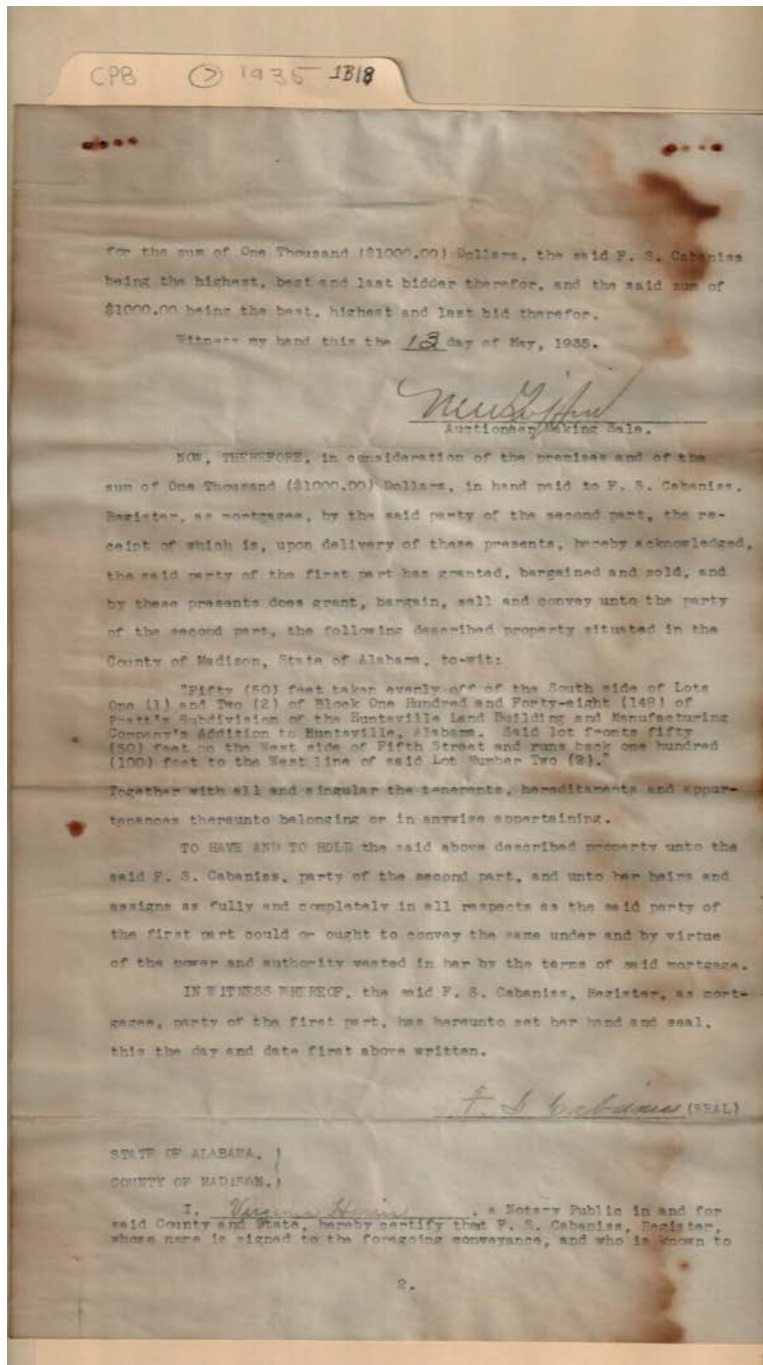 CPB > 1935 1B18
for the sum of One Thousand ($1000.00) Dollars, the said F. S. Cabaniss
being the highest, best and last bidder therefor, and the said sum of
$1000.00 being the best, highest and last bid therefor.
Witness my hand this the 13 day of May, 1935.
Auctioneer Making Sale.
NOW, THEREFORE, in consideration of the premises and of the
sum of One Thousand ($1000.00) Dollars, in hand paid to F. S. Cabaniss,
Register, as mortgagee, by the said party of the second part, the re-
ceipt of which is, upon delivery of these presents, hereby acknowledged,
the said party of the first part has granted, bargained and sold, and
by these presents does grant, bargain, sell and convey unto the party
of the second part, the following described property situated in the
County of Madison, State of Alabama, to-wit:
"Fifty (50) feet taken evenly off of the South side of Lots
One (1) and Two (2) of Block One Hundred and Forty-eight (148) of
Pratt's Subdivision of the Huntsville Land Building and Manufacturing
Company's Addition to Huntsville, Alabama. Said lot fronts fifty
(50) feet on the West side of Fifth Street and runs back one hundred
(100) feet to the West line of said Lot Number Two (2)."
Together with all and singular the tenements, hereditaments and appur-
tenances thereunto belonging or in anywise appertaining.
TO HAVE AND TO HOLD the said above described property unto the
said F. S. Cabaniss, party of the second part, and unto her heirs and
assigns as fully and completely in all respects as the said party of
the first part could or ought to convey the same under and by virtue
of the power and authority vested in her by the terms of said mortgage.
IN WITNESS WHEREOF, the said F. S. Cabaniss, Register, as mort-
gagee, party of the first part, has hereunto set her hand and seal,
this the day and date first above written.
F. S. Cabaniss (SEAL)
STATE OF ALABAMA, )
(
COUNTY OF MADISON.)
I, Virginia , a Notary Public in and for
said County and State, hereby certify that F. S. Cabaniss, Register,
whose name is signed to the foregoing conveyance, and who is known to
2.